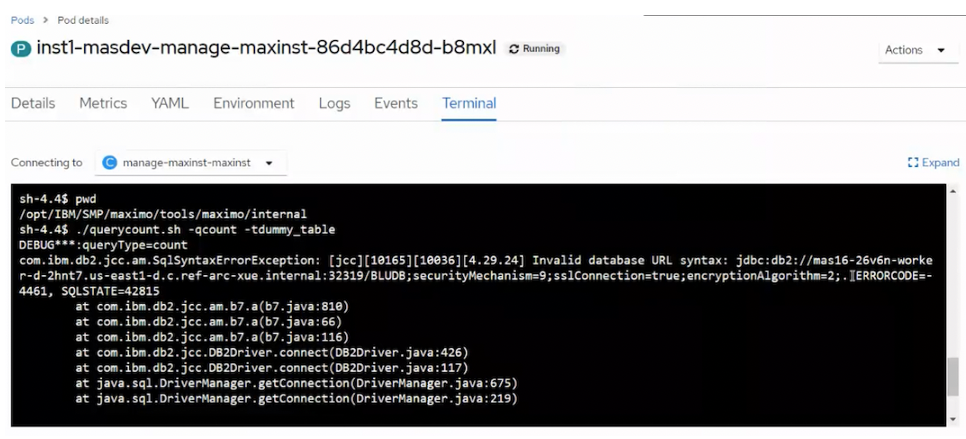 Pods > Pod details
P inst1-masdev-manage-maxinst-86d4bc4d8d-b8mxl Running
Actions
Details Metrics YAML Environment Logs Events Terminal
Connecting to C manage-maxinst-maxinst
Expand
sh-4.4$ pwd
/opt/IBM/SMP/maximo/tools/maximo/internal
sh-4.4$ ./querycount.sh -qcount -tdummy_table
DEBUG***:queryType=count
com.ibm.db2.jcc.am.SqlSyntaxErrorException: [jcc][10165][10036][4.29.24] Invalid database URL syntax: jdbc:db2://mas16-26v6n-worke
r-d-2hnt7.us-east1-d.c.ref-arc-xue.internal:32319/BLUDB;securityMechanism=9;sslConnection=true;encryptionAlgorithm=2;. ERRORCODE=-
4461, SQLSTATE=42815
at com.ibm.db2.jcc.am.b7.a(b7.java:810)
at com.ibm.db2.jcc.am.b7.a(b7.java:66)
at com.ibm.db2.jcc.am.b7.a(b7.java:116)
at com.ibm.db2.jcc.DB2Driver.connect(DB2Driver.java:426)
at com.ibm.db2.jcc.DB2Driver.connect(DB2Driver.java:117)
at java.sql.DriverManager.getConnection(DriverManager.java:675)
at java.sql.DriverManager.getConnection(DriverManager.java:219)